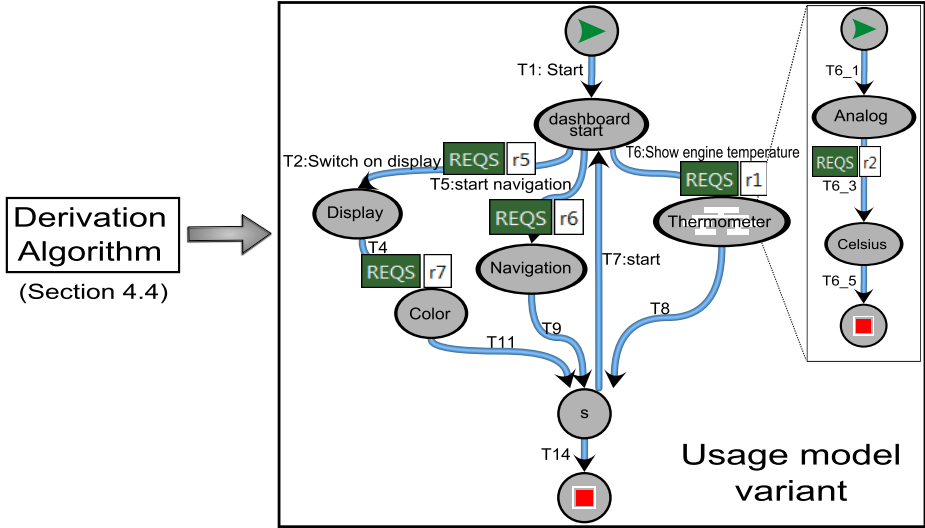 Derivation
Algorithm
(Section 4.4)
T1: Start
dashboard
start
T2:Switch on display
REQS r5
T5:start navigation
T6:Show engine temperature
REQS r1
Display
REQS r6
Thermometer
T4
REQS r7
Navigation
T7:start
Color
T9
T8
T11
s
T14
Usage model
variant
T6_1
Analog
REQS r2
T6_3
Celsius
T6_5